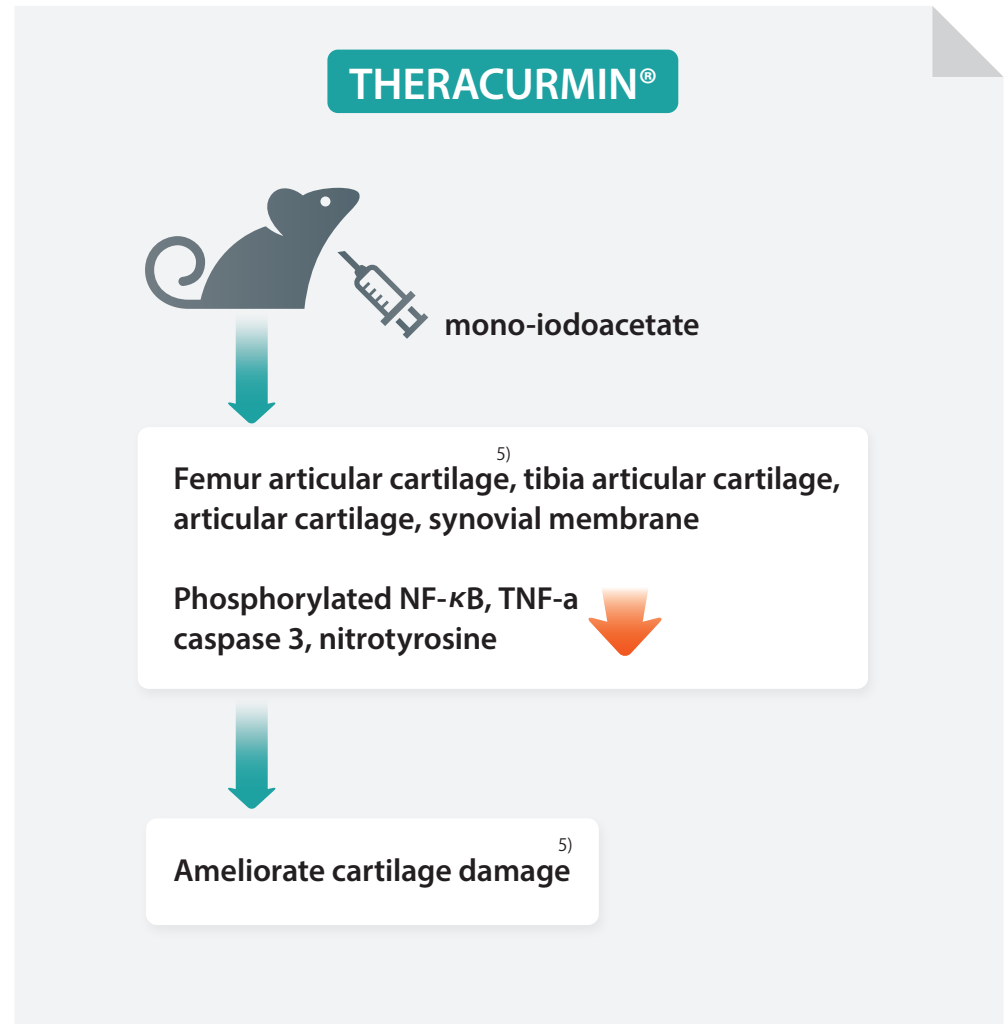 THERACURMIN®
mono-iodoacetate
5)
Femur articular cartilage, tibia articular cartilage,
articular cartilage, synovial membrane
Phosphorylated NF-κB, TNF-a
caspase 3, nitrotyrosine
5)
Ameliorate cartilage damage